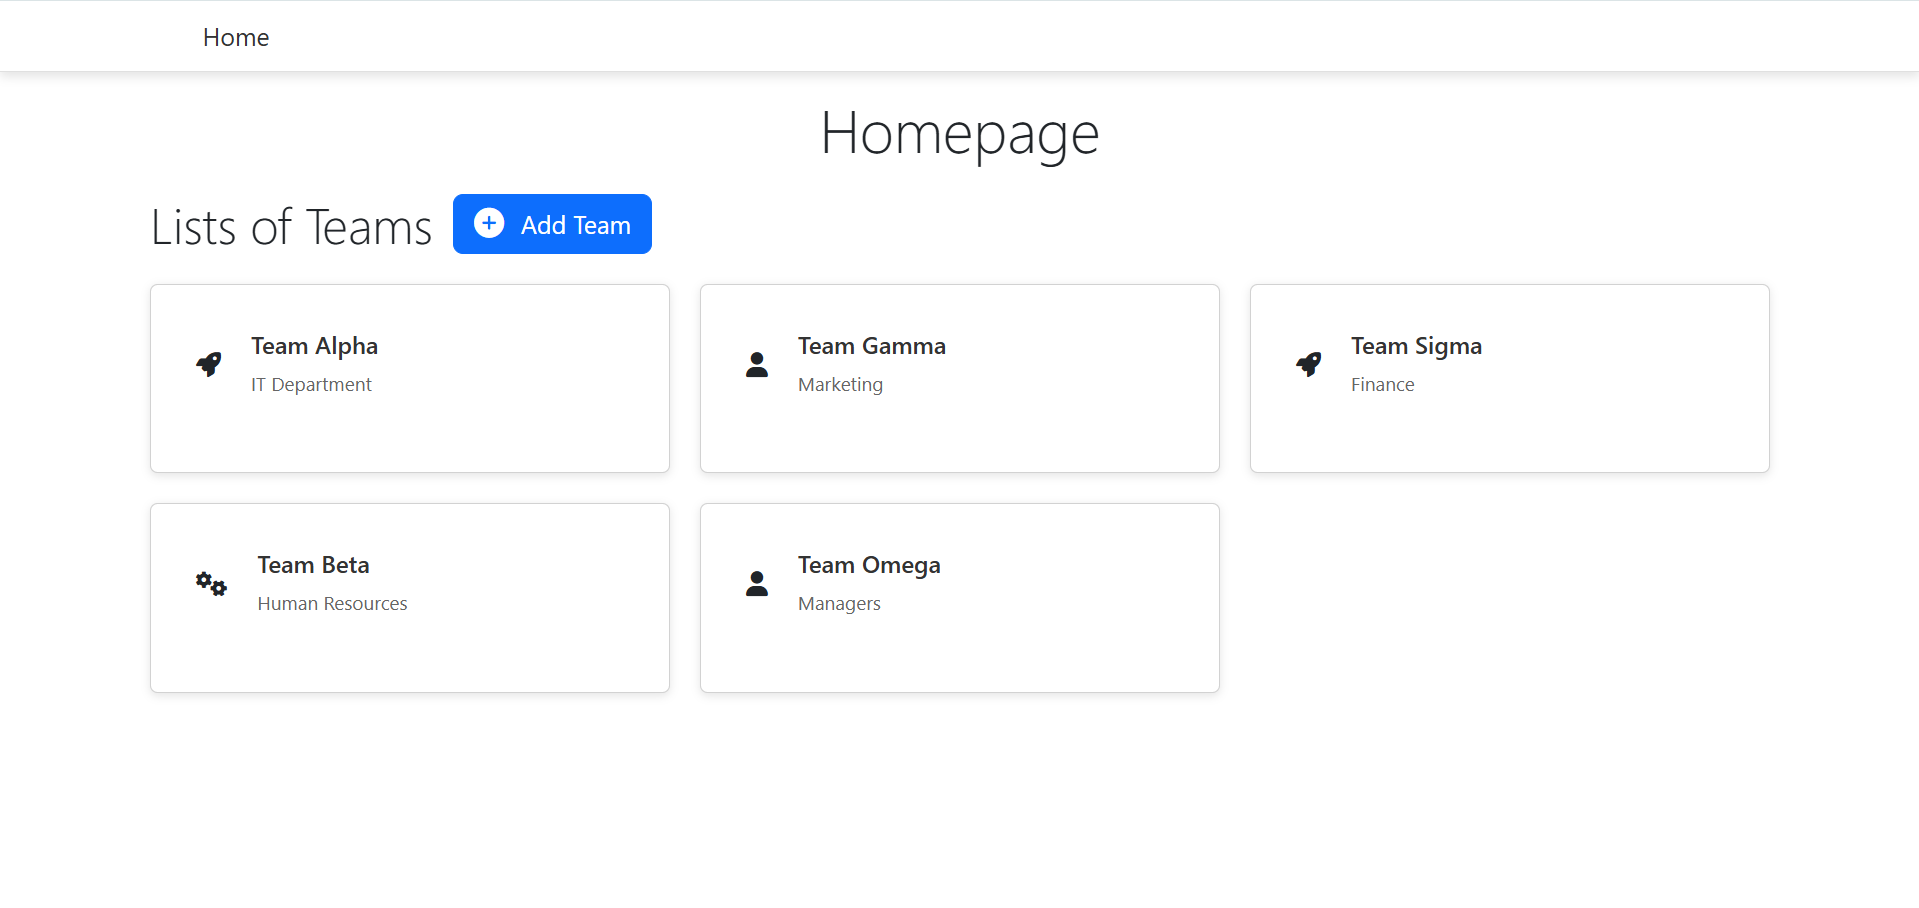 Home
Homepage
Lists of Teams
Add Team
Team Alpha
IT Department
Team Gamma
Marketing
Team Sigma
Finance
Team Beta
Human Resources
Team Omega
Managers